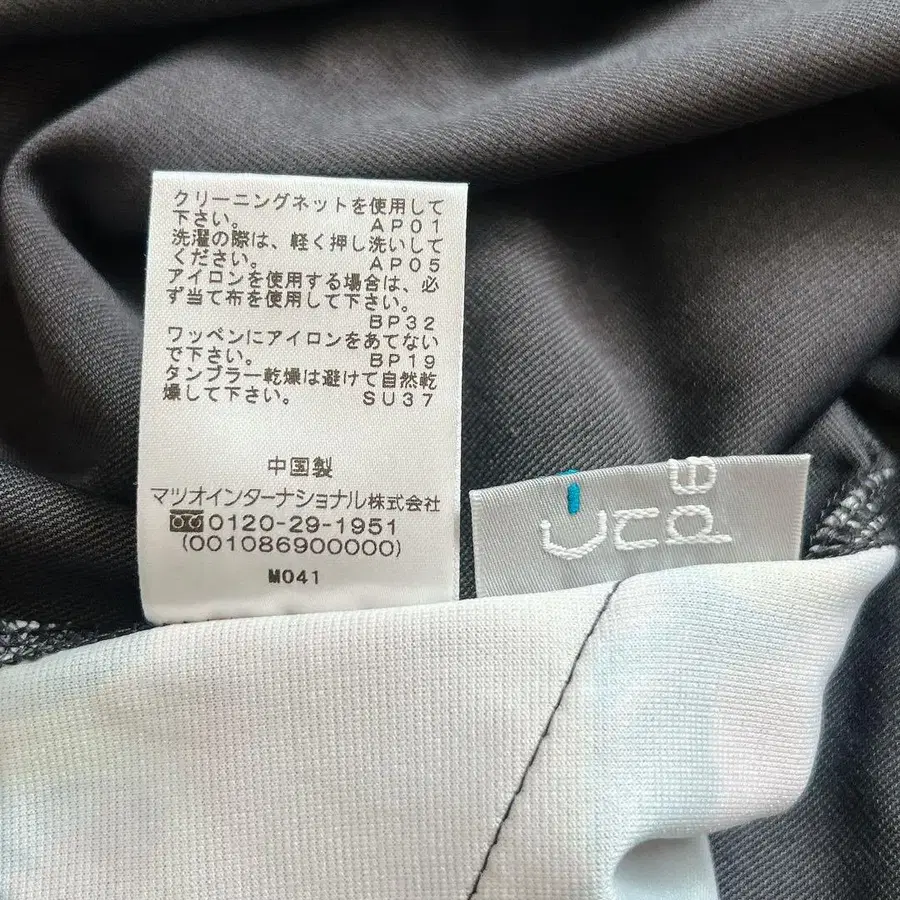 クリーニングネットを使用して
下さい。 AP01
洗濯の際は、軽く押し洗いして
ください。 AP05
アイロンを使用する場合は、必
ず当て布を使用して下さい。
BP32
ワッペンにアイロンをあてない
で下さい。 BP19
タンブラー乾燥は避けて自然乾
燥して下さい。 SU37
中国製
マツオインターナショナル株式会社
0120-29-1951
(001086900000)
M041